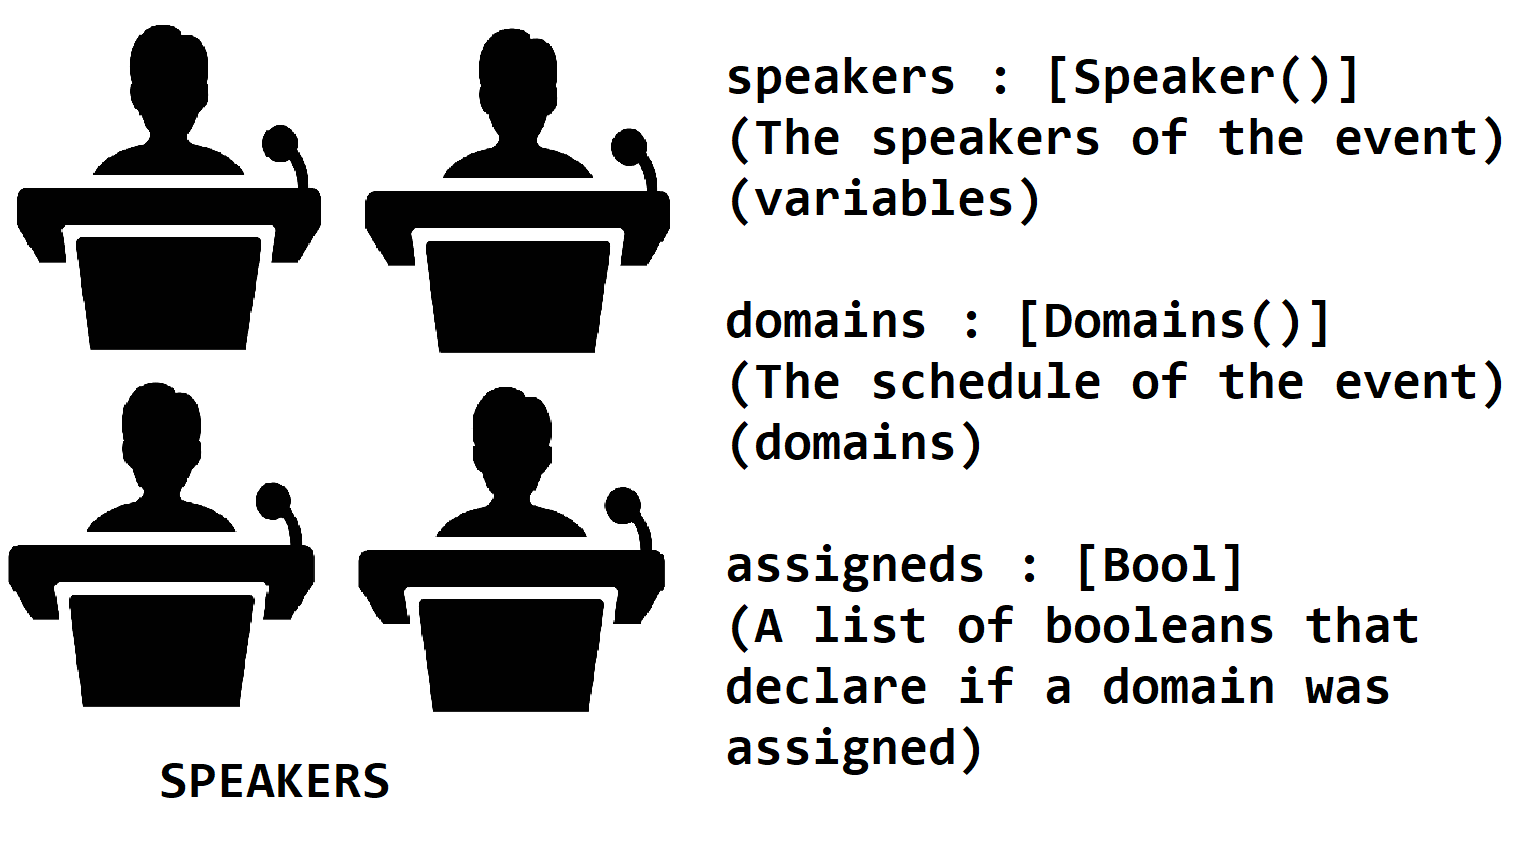 speakers : [Speaker()]
(The speakers of the event)
(variables)
domains : [Domains()]
(The schedule of the event)
(domains)
assigneds : [Bool]
(A list of booleans that
declare if a domain was
assigned)
SPEAKERS